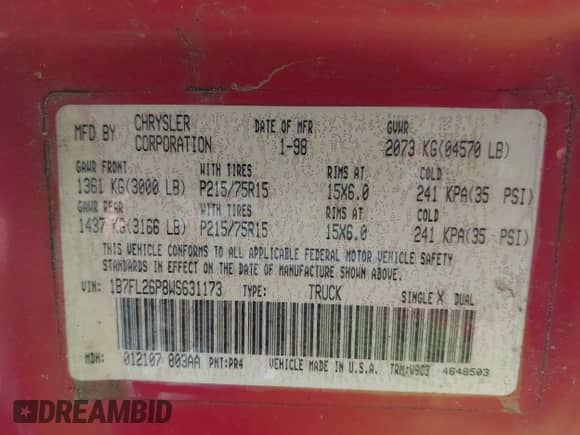 MFD BY CHRYSLER CORPORATION DATE OF MFR 1-98 GVWR 2073 KG(04570 LB)
GAWR FRONT WITH TIRES RIMS AT COLD
1361 KG(3000 LB) P215/75R15 15X6.0 241 KPA(35 PSI)
GAWR REAR WITH TIRES RIMS AT COLD
1437 KG(3166 LB) P215/75R15 15X6.0 241 KPA(35 PSI)
THIS VEHICLE CONFORMS TO ALL APPLICABLE FEDERAL MOTOR VEHICLE SAFETY
STANDARDS IN EFFECT ON THE DATE OF MANUFACTURE SHOWN ABOVE.
VIN: 1B7FL26P8WS631173 TYPE: TRUCK SINGLE X DUAL
MDH: 012107 803AA PNT:PR4 VEHICLE MADE IN U.S.A. TRM:V9C3 4648503
DREAMBID